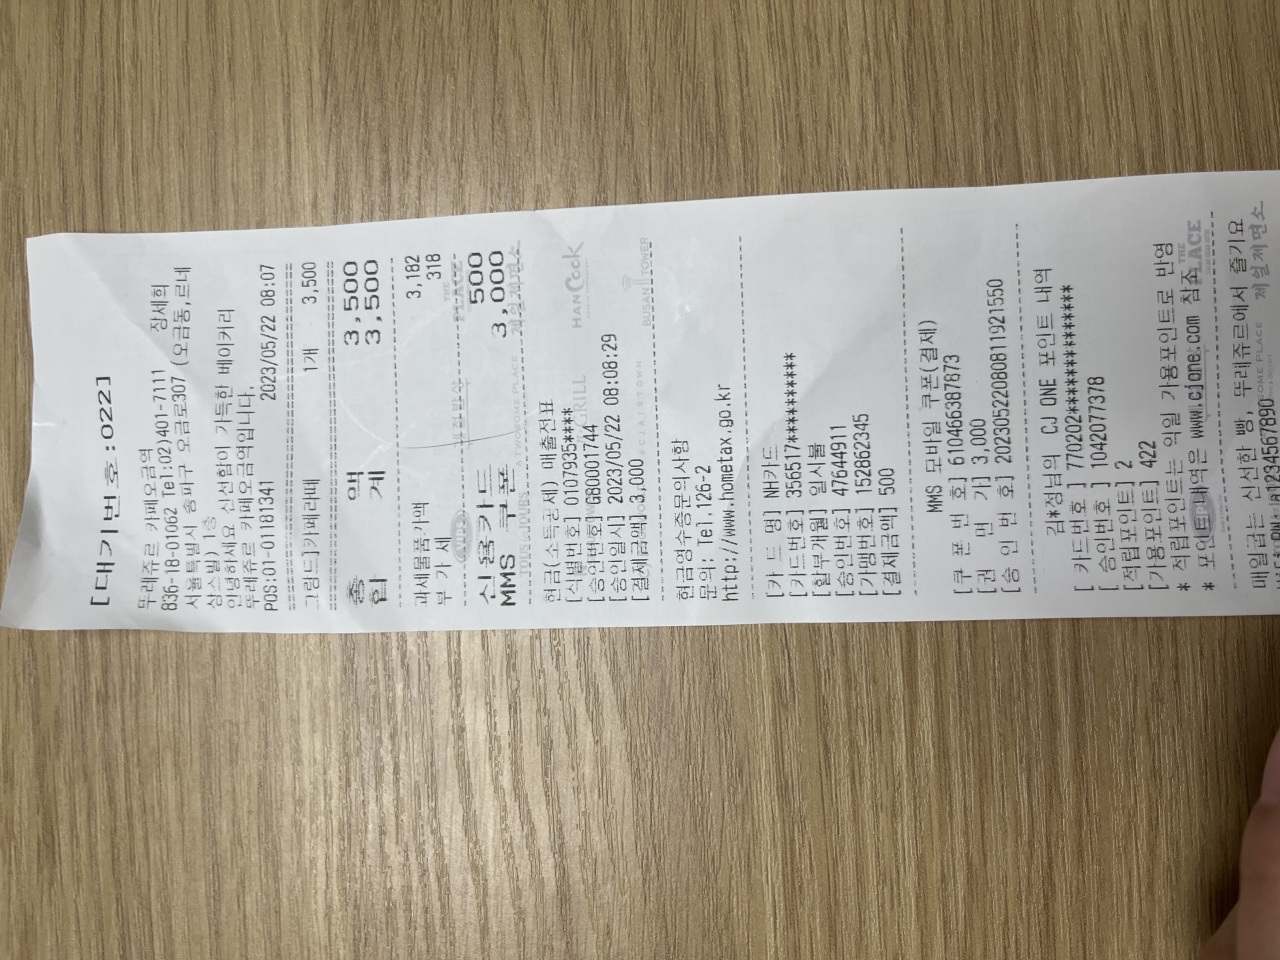 [대기번호:022]
뚜레쥬르 카페오금역
836-18-01062 Tel:02)401-7111 장세희
서울특별시 송파구 오금로307 (오금동,르네
상스빌) 1층
안녕하세요 신선함이 가득한 베이커리
뚜레쥬르 카페오금역입니다.
POS:01-01181341 2023/05/22 08:07
그랑드)카페라떼 1개 3,500
총 액 3,500
합 계 3,500
과세물품가액 3,182
부 가 세 318
신용카드 500
MMS 쿠폰 3,000
현금(소득공제) 매출전표
[식별번호] 0107935****
[승인번호] G80001744
[승인일시] 2023/05/22 08:08:29
[결제금액] 3,000
현금영수증문의사항
문의: Tel.126-2
http://www.hometax.go.kr
[카 드 명] NH카드
[카드번호] 356517**********
[할부개월] 일시불
[승인번호] 47644911
[가맹번호] 152862345
[결제금액] 500
MMS 모바일 쿠폰(결제)
[쿠 폰 번 호] 610466387873
[권 면 가] 3,000
[승 인 번 호] 20230522080811921550
김*정님의 CJ ONE 포인트 내역
[ 카드번호 ] 770202**************
[ 승인번호 ] 1042077378
[적립포인트] 2
[가용포인트] 422
* 적립포인트는 익일 가용포인트로 반영
* 포인트내역은 www.cjone.com 참조
매일굽는 신선한 빵, 뚜레쥬르에서 즐기요